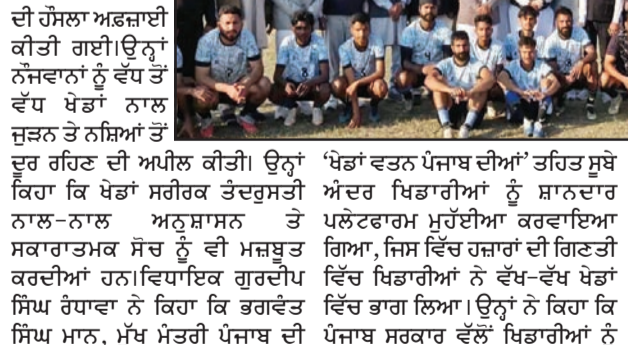 ਦੀ ਹੌਸਲਾ ਅਫ਼ਜ਼ਾਈ
ਕੀਤੀ ਗਈ।ਉਨ੍ਹਾਂ
ਨੌਜਵਾਨਾਂ ਨੂੰ ਵੱਧ ਤੋਂ
ਵੱਧ ਖੇਡਾਂ ਨਾਲ
ਜੁੜਨ ਤੇ ਨਸ਼ਿਆਂ ਤੋਂ
ਦੂਰ ਰਹਿਣ ਦੀ ਅਪੀਲ ਕੀਤੀ। ਉਨ੍ਹਾਂ
ਕਿਹਾ ਕਿ ਖੇਡਾਂ ਸਰੀਰਕ ਤੰਦਰੁਸਤੀ
ਨਾਲ-ਨਾਲ ਅਨੁਸ਼ਾਸਨ ਤੇ
ਸਕਾਰਾਤਮਕ ਸੋਚ ਨੂੰ ਵੀ ਮਜ਼ਬੂਤ
ਕਰਦੀਆਂ ਹਨ।ਵਿਧਾਇਕ ਗੁਰਦੀਪ
ਸਿੰਘ ਰੰਧਾਵਾ ਨੇ ਕਿਹਾ ਕਿ ਭਗਵੰਤ
ਸਿੰਘ ਮਾਨ, ਮੁੱਖ ਮੰਤਰੀ ਪੰਜਾਬ ਦੀ
'ਖੇਡਾਂ ਵਤਨ ਪੰਜਾਬ ਦੀਆਂ' ਤਹਿਤ ਸੂਬੇ
ਅੰਦਰ ਖਿਡਾਰੀਆਂ ਨੂੰ ਸ਼ਾਨਦਾਰ
ਪਲੇਟਫਾਰਮ ਮੁਹੱਈਆ ਕਰਵਾਇਆ
ਗਿਆ, ਜਿਸ ਵਿੱਚ ਹਜ਼ਾਰਾਂ ਦੀ ਗਿਣਤੀ
ਵਿੱਚ ਖਿਡਾਰੀਆਂ ਨੇ ਵੱਖ-ਵੱਖ ਖੇਡਾਂ
ਵਿੱਚ ਭਾਗ ਲਿਆ। ਉਨ੍ਹਾਂ ਨੇ ਕਿਹਾ ਕਿ
ਪੰਜਾਬ ਸਰਕਾਰ ਵੱਲੋਂ ਖਿਡਾਰੀਆਂ ਨੂੰ